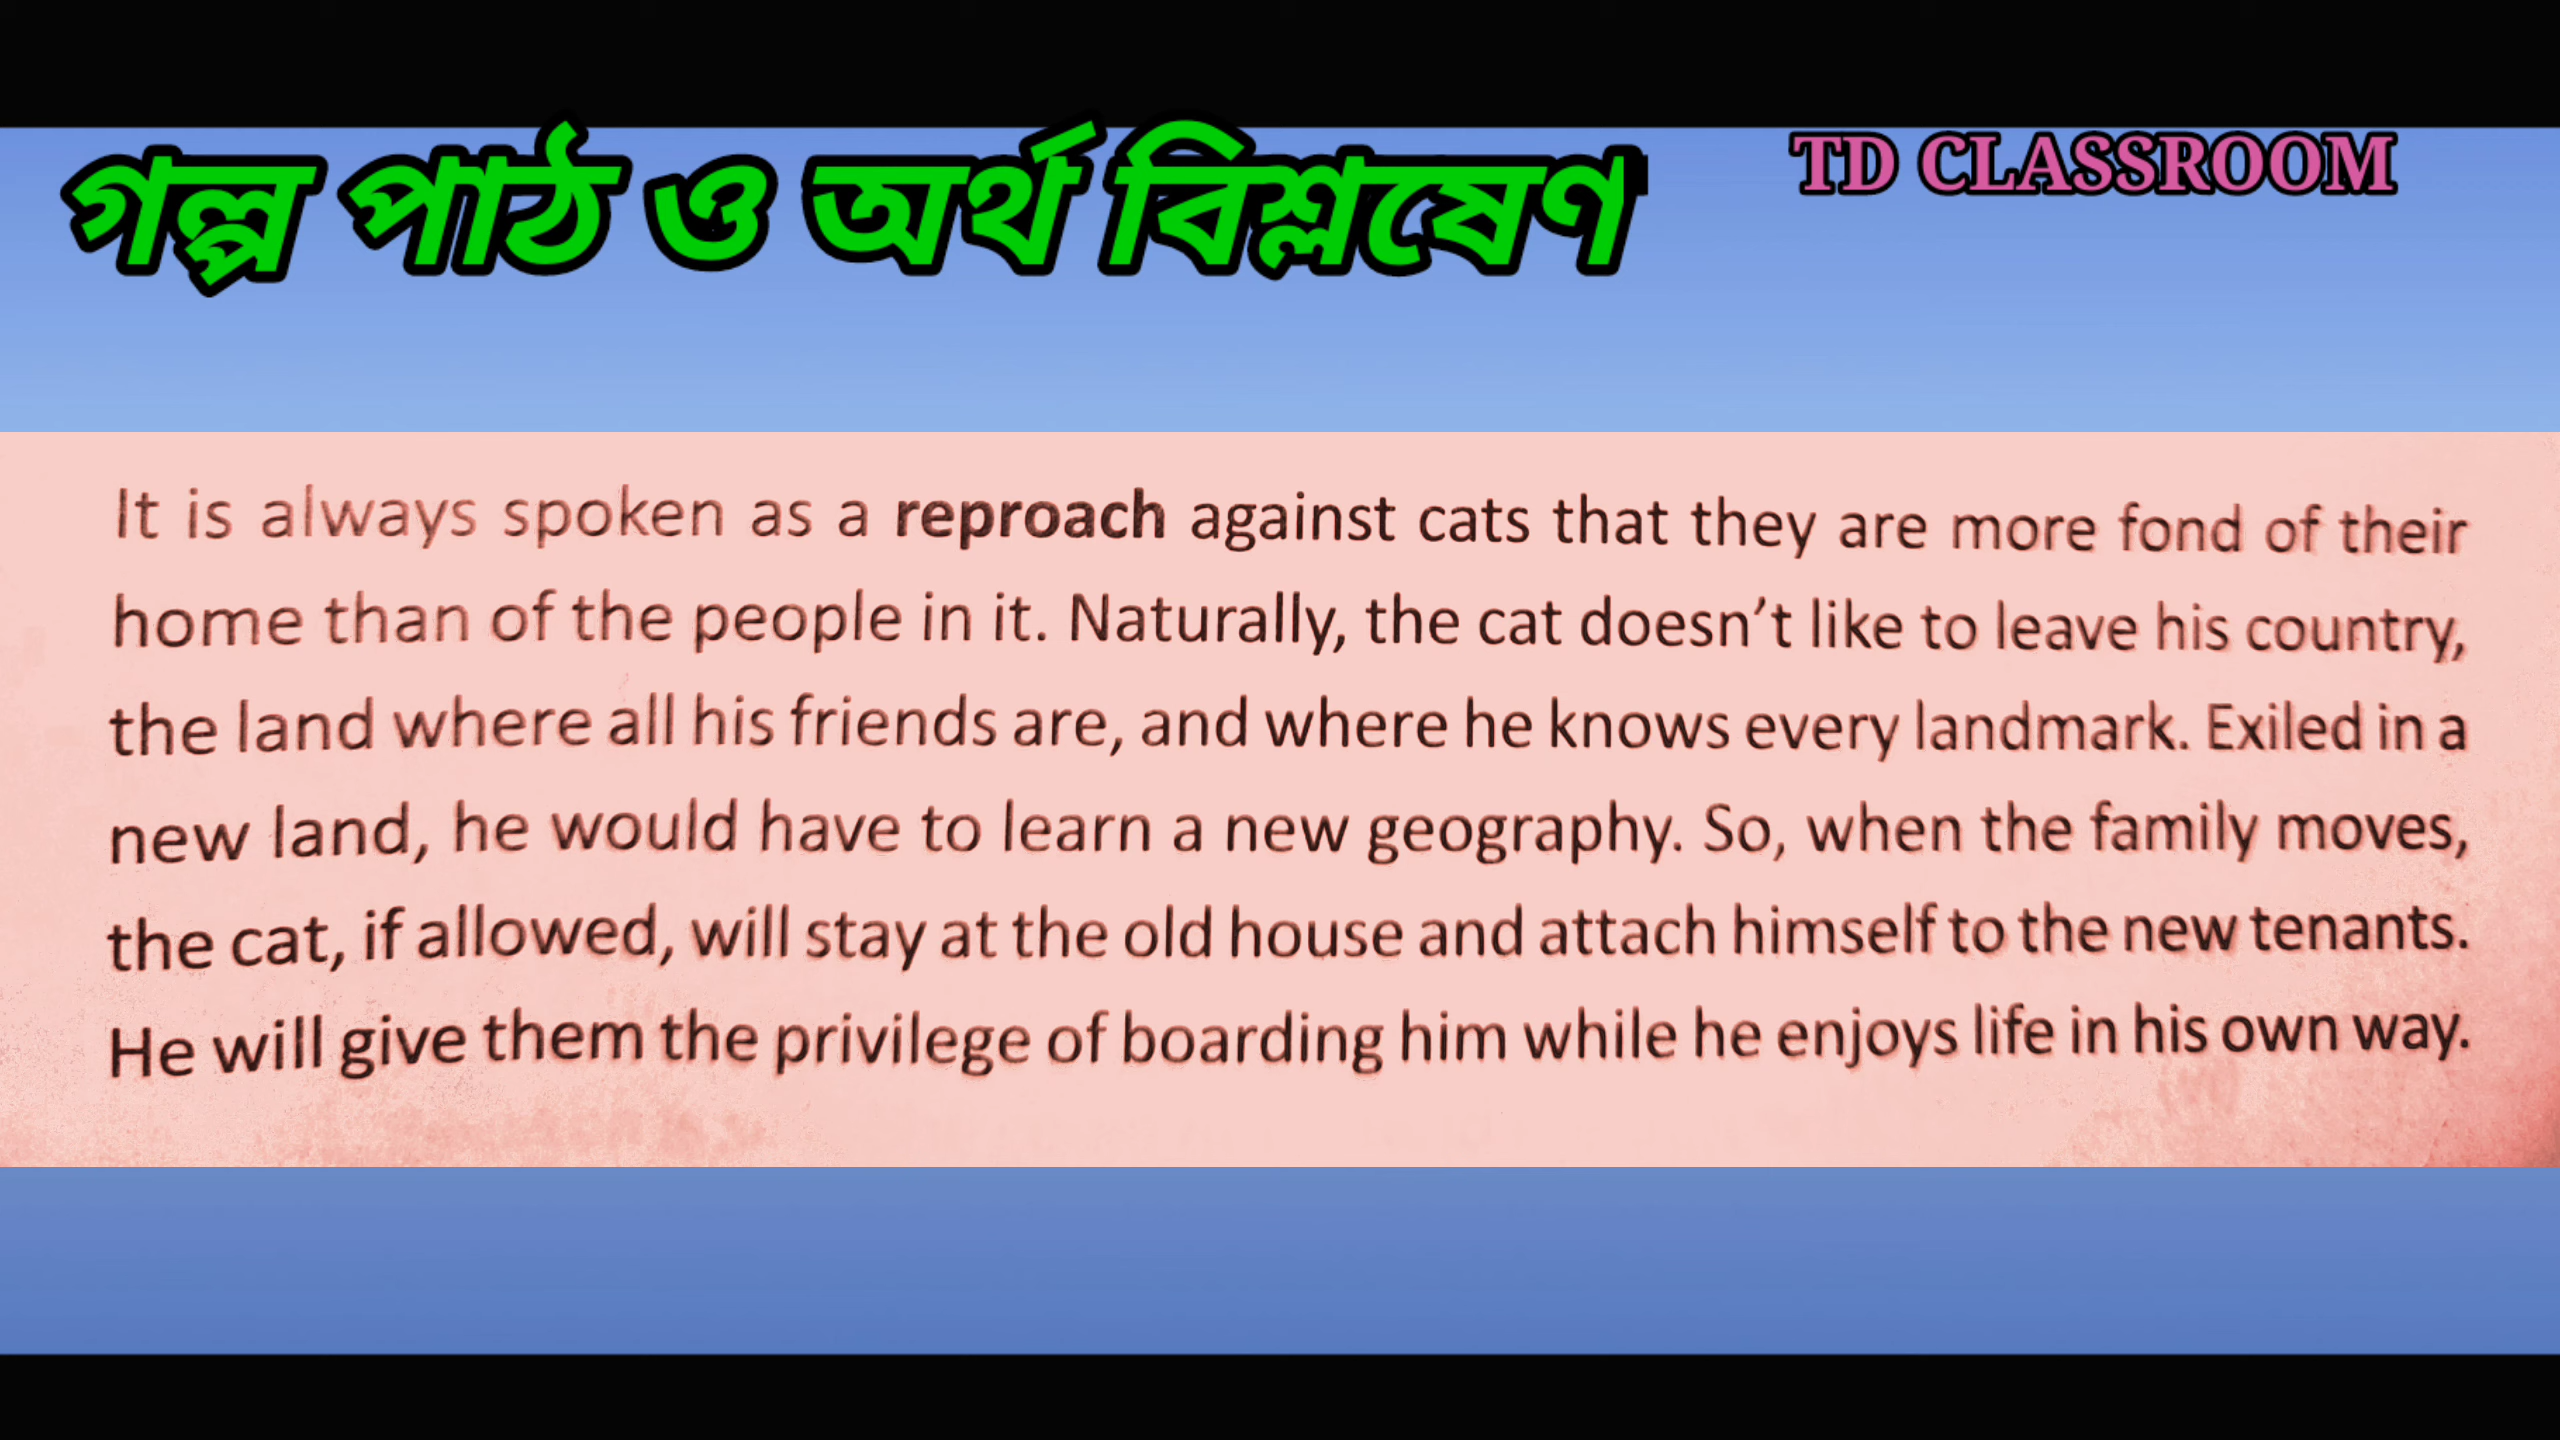 গল্প পাঠ ও অর্থ বিশ্লষেণ
TD CLASSROOM
It is always spoken as a reproach against cats that they are more fond of their
home than of the people in it. Naturally, the cat doesn’t like to leave his country,
the land where all his friends are, and where he knows every landmark. Exiled in a
new land, he would have to learn a new geography. So, when the family moves,
the cat, if allowed, will stay at the old house and attach himself to the new tenants.
He will give them the privilege of boarding him while he enjoys life in his own way.